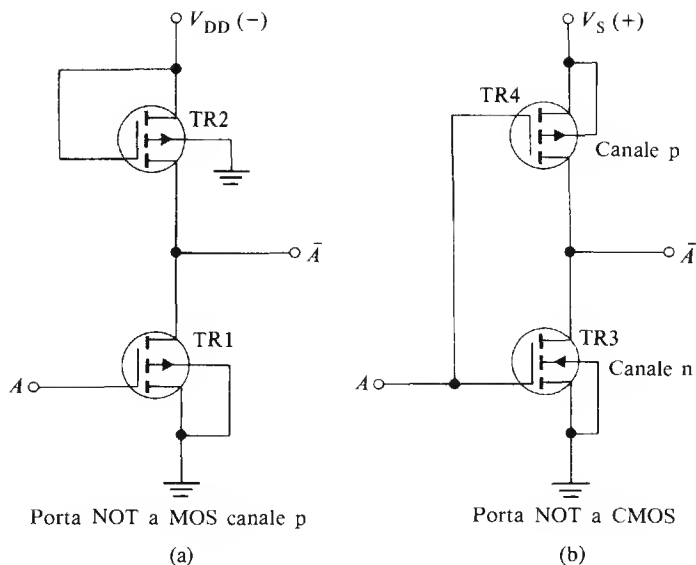 V_DD (−)
TR2
Ā
TR1
A
Porta NOT a MOS canale p
(a)
V_S (+)
TR4
Canale p
Ā
TR3
Canale n
A
Porta NOT a CMOS
(b)